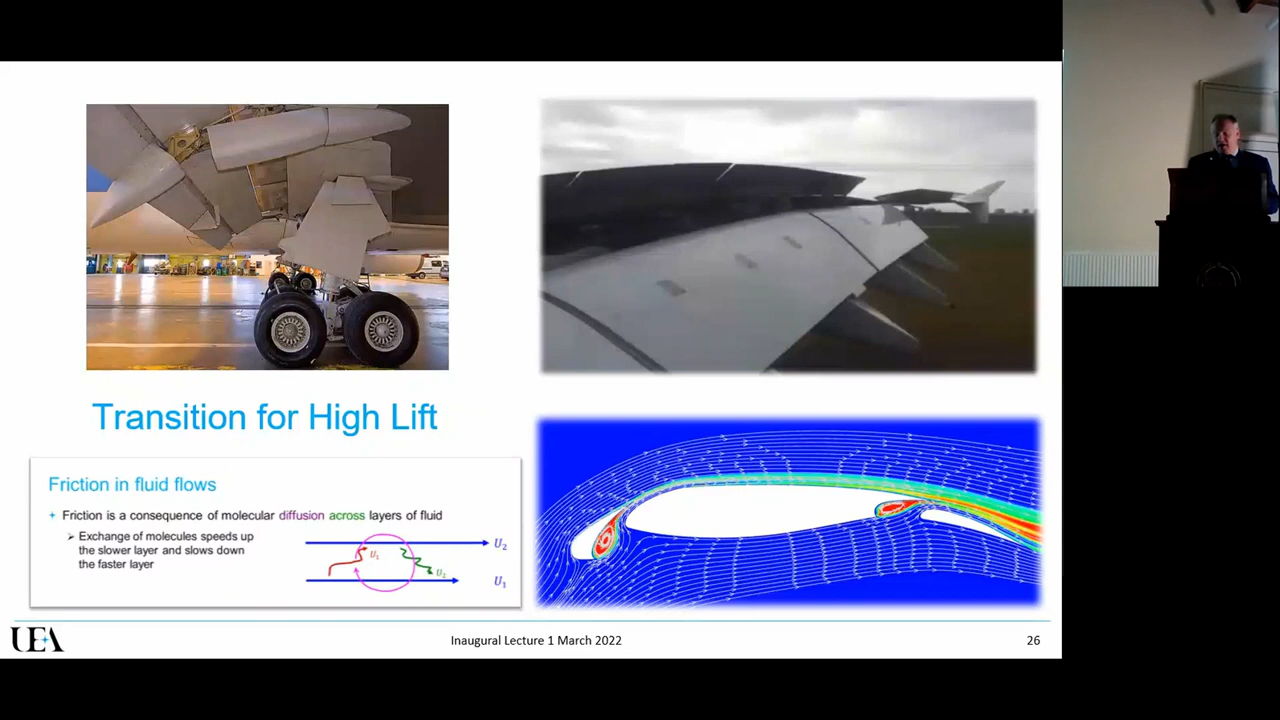 Transition for High Lift
Friction in fluid flows
Friction is a consequence of molecular diffusion across layers of fluid
Exchange of molecules speeds up
the slower layer and slows down
the faster layer
U₂
U₁
U₂
U₁
UEA
Inaugural Lecture 1 March 2022
26